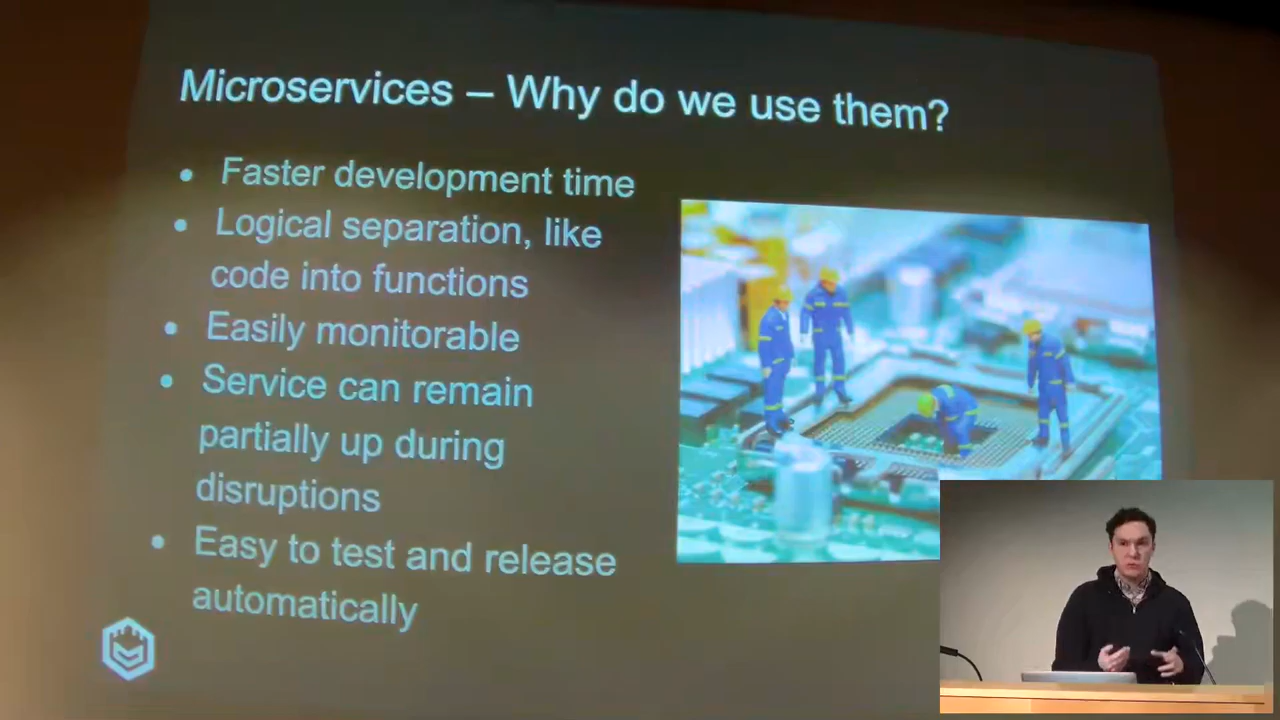 Microservices – Why do we use them?
• Faster development time
• Logical separation, like
code into functions
• Easily monitorable
• Service can remain
partially up during
disruptions
• Easy to test and release
automatically